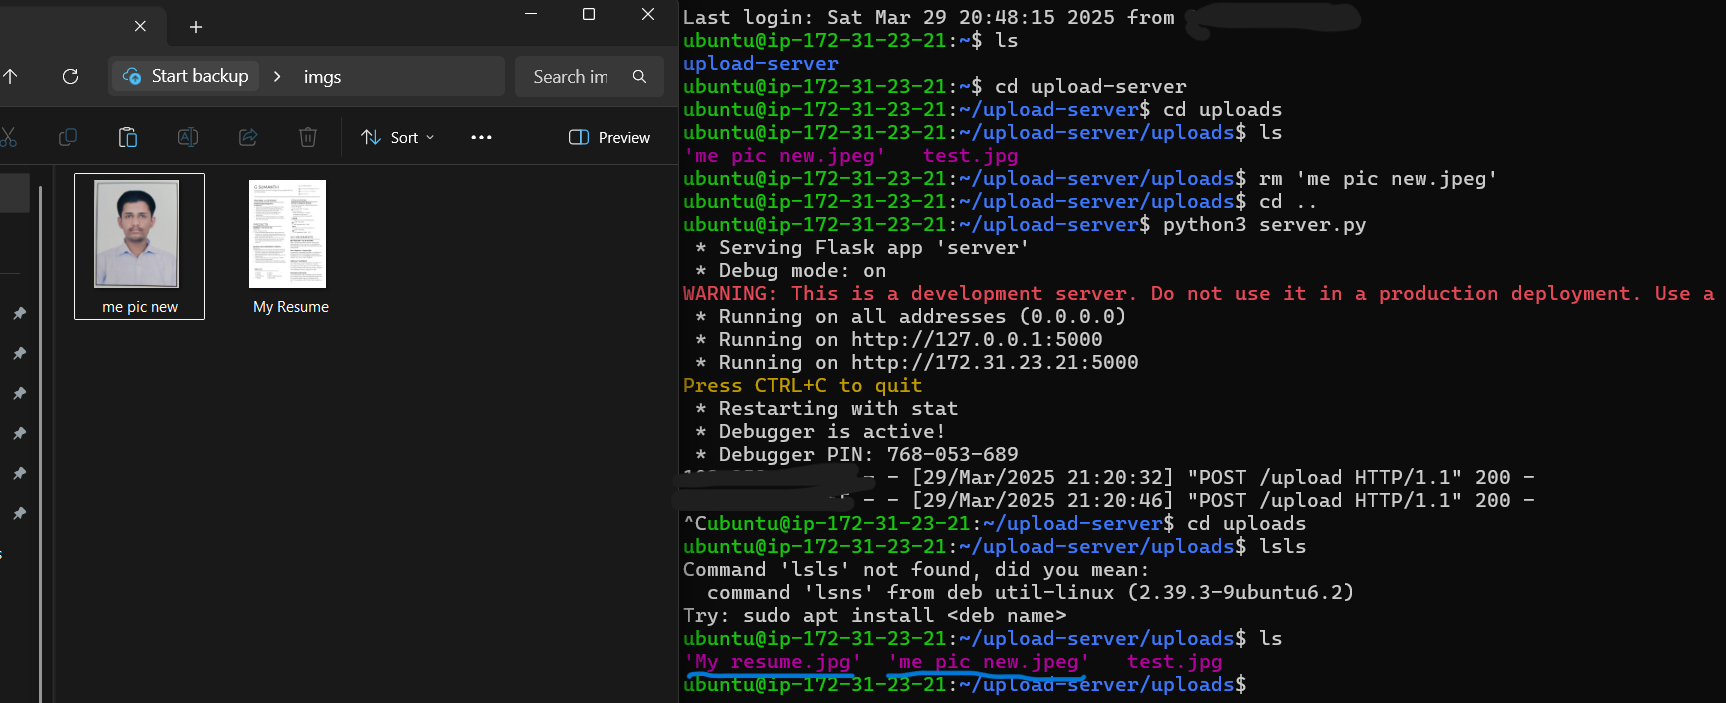 Start backup > imgs
Search im
Sort
Preview
me pic new
My Resume
Last login: Sat Mar 29 20:48:15 2025 from
ubuntu@ip-172-31-23-21:~$ ls
upload-server
ubuntu@ip-172-31-23-21:~$ cd upload-server
ubuntu@ip-172-31-23-21:~/upload-server$ cd uploads
ubuntu@ip-172-31-23-21:~/upload-server/uploads$ ls
'me pic new.jpeg'   test.jpg
ubuntu@ip-172-31-23-21:~/upload-server/uploads$ rm 'me pic new.jpeg'
ubuntu@ip-172-31-23-21:~/upload-server/uploads$ cd ..
ubuntu@ip-172-31-23-21:~/upload-server$ python3 server.py
 * Serving Flask app 'server'
 * Debug mode: on
WARNING: This is a development server. Do not use it in a production deployment. Use a
 * Running on all addresses (0.0.0.0)
 * Running on http://127.0.0.1:5000
 * Running on http://172.31.23.21:5000
Press CTRL+C to quit
 * Restarting with stat
 * Debugger is active!
 * Debugger PIN: 768-053-689
- - [29/Mar/2025 21:20:32] "POST /upload HTTP/1.1" 200 -
- - [29/Mar/2025 21:20:46] "POST /upload HTTP/1.1" 200 -
^Cubuntu@ip-172-31-23-21:~/upload-server$ cd uploads
ubuntu@ip-172-31-23-21:~/upload-server/uploads$ lsls
Command 'lsls' not found, did you mean:
  command 'lsns' from deb util-linux (2.39.3-9ubuntu6.2)
Try: sudo apt install <deb name>
ubuntu@ip-172-31-23-21:~/upload-server/uploads$ ls
'My resume.jpg'  'me pic new.jpeg'   test.jpg
ubuntu@ip-172-31-23-21:~/upload-server/uploads$